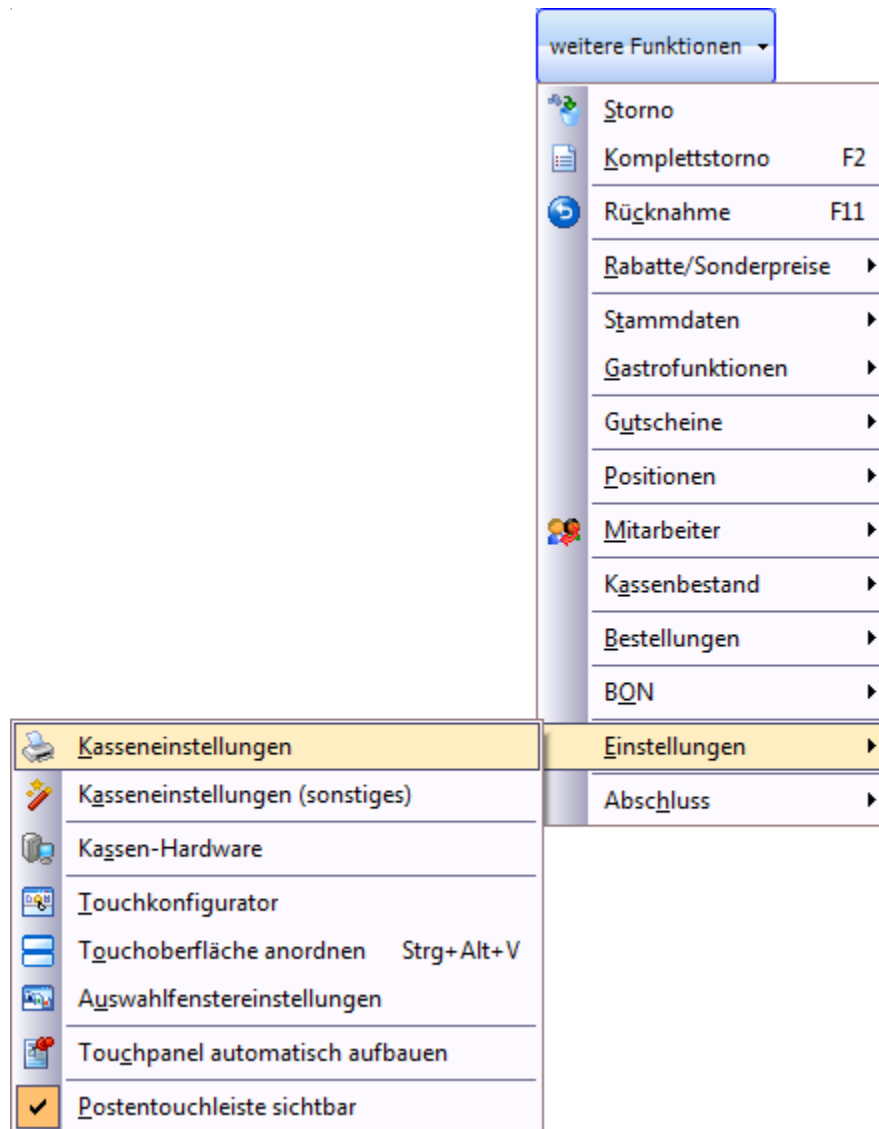 weitere Funktionen
Storno
Komplettstorno F2
Rücknahme F11
Rabatte/Sonderpreise
Stammdaten
Gastrofunktionen
Gutscheine
Positionen
Mitarbeiter
Kassenbestand
Bestellungen
BON
Einstellungen
Abschluss
Kasseneinstellungen
Kasseneinstellungen (sonstiges)
Kassen-Hardware
Touchkonfigurator
Touchoberfläche anordnen Strg+Alt+V
Auswahlfenstereinstellungen
Touchpanel automatisch aufbauen
Postentouchleiste sichtbar